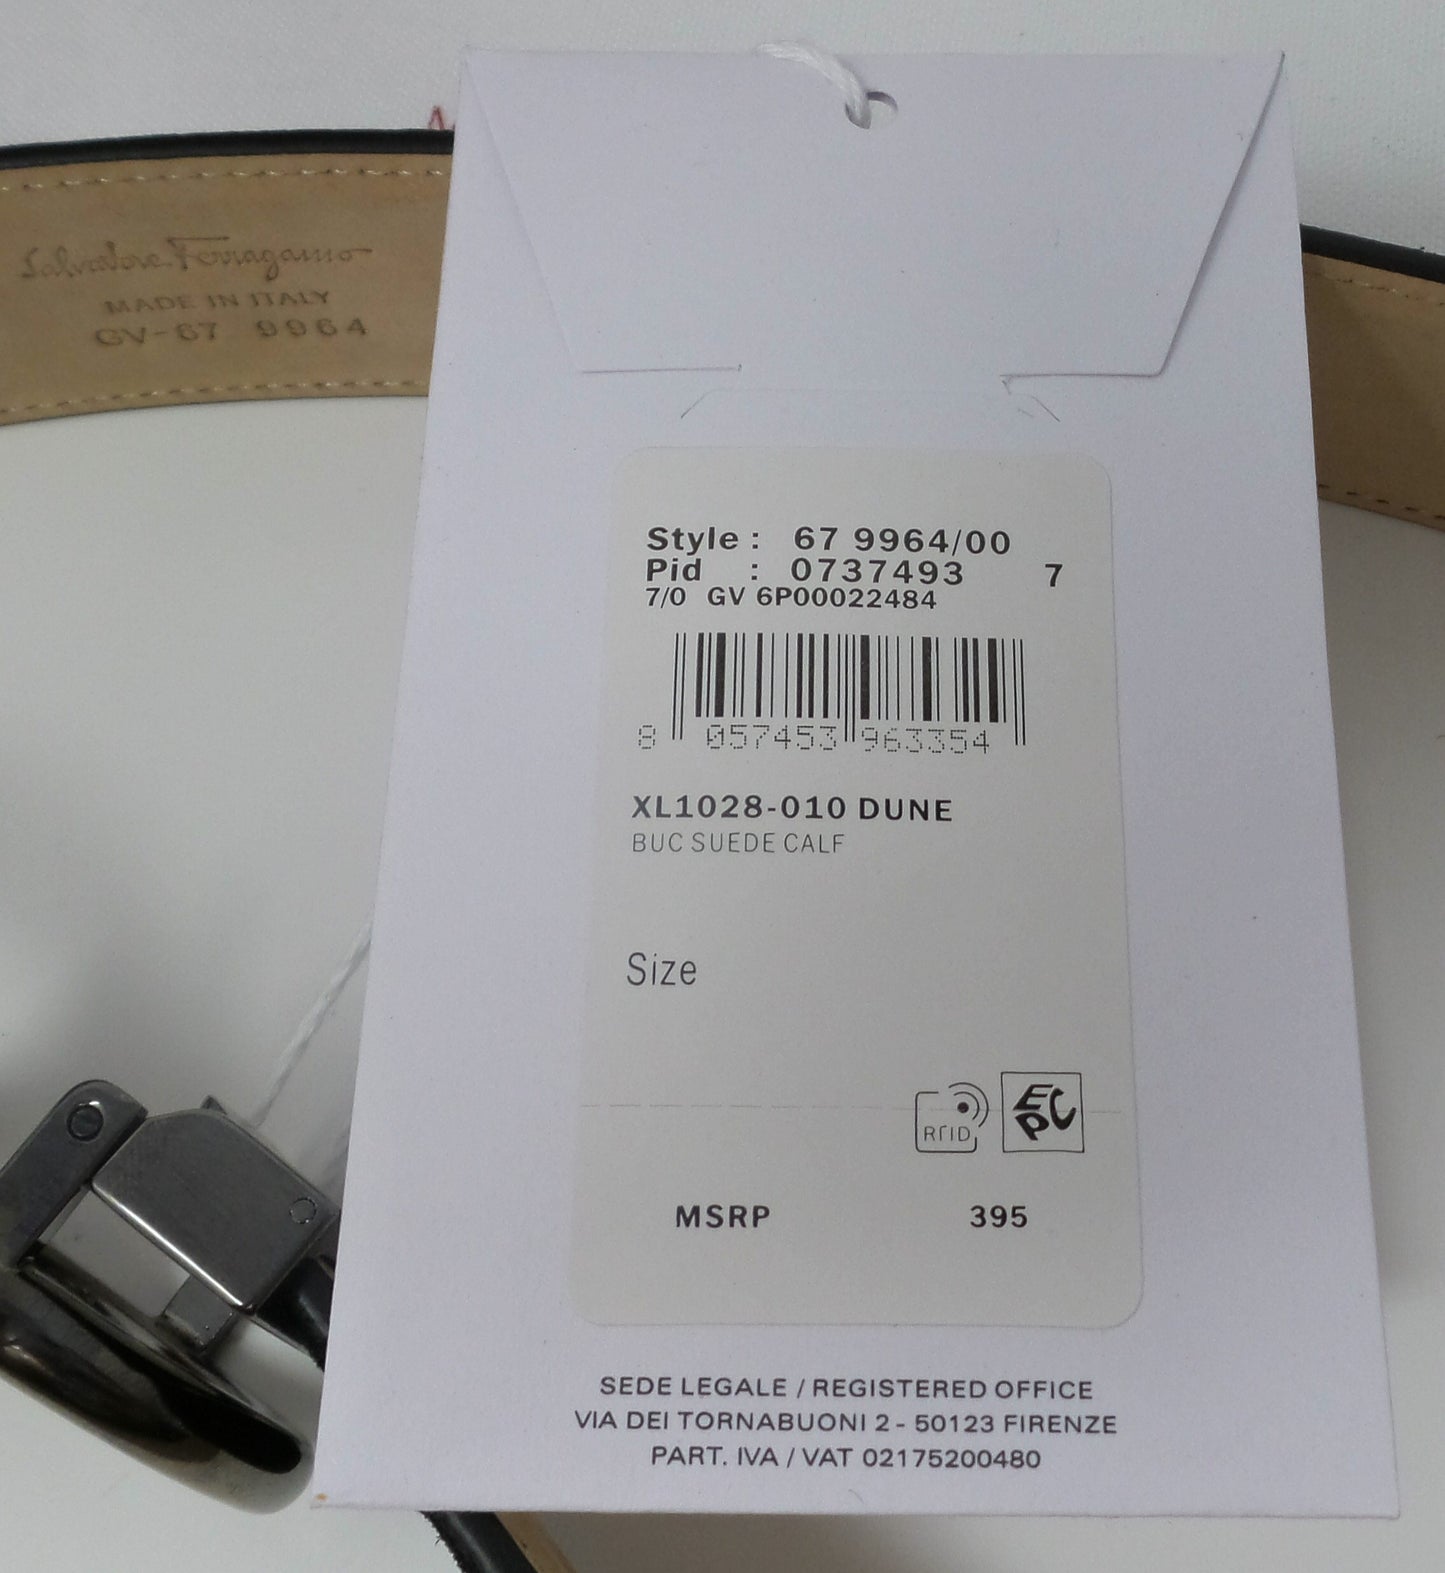 Salvatore Ferragamo
MADE IN ITALY
GV-67 9964
Style : 67 9964/00
Pid : 0737493 7
7/0 GV 6P00022484
8 057453 963354
XL1028-010 DUNE
BUC SUEDE CALF
Size
RFID
EPC
MSRP 395
SEDE LEGALE / REGISTERED OFFICE
VIA DEI TORNABUONI 2 - 50123 FIRENZE
PART. IVA / VAT 02175200480